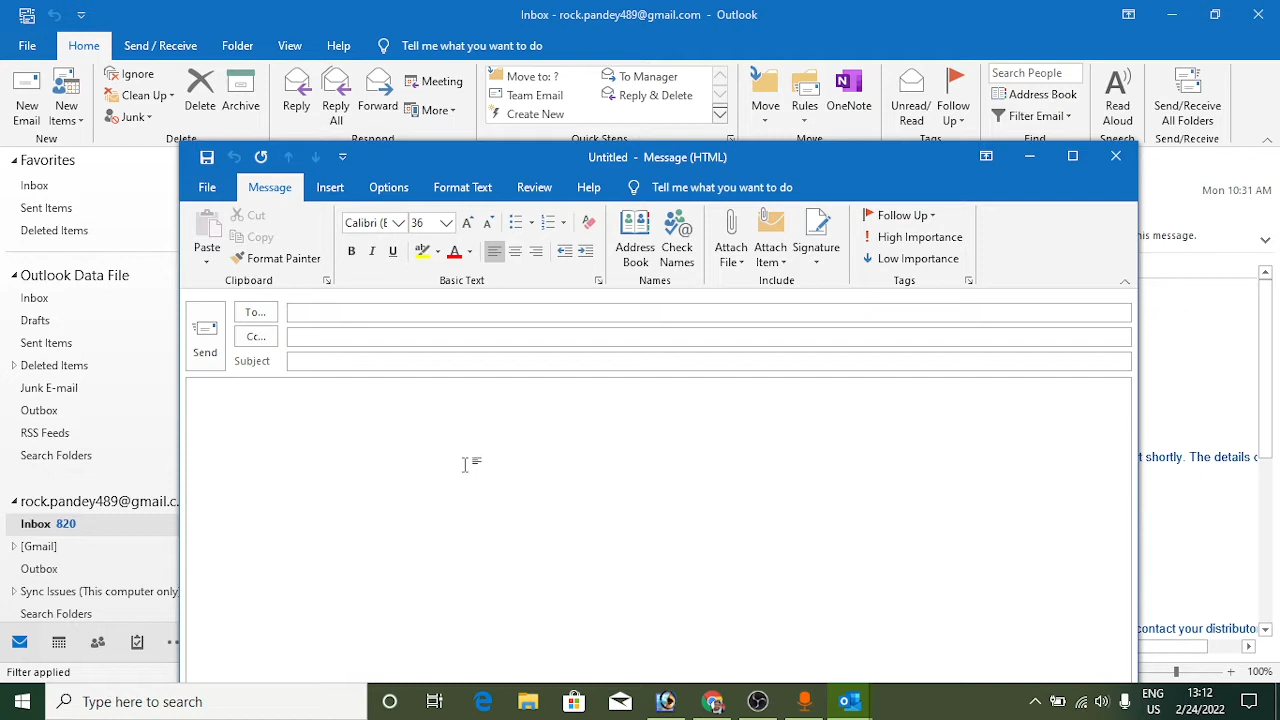 Inbox - rock.pandey489@gmail.com - Outlook
File Home Send / Receive Folder View Help Tell me what you want to do
New Email
New Items
Ignore
Clean Up
Junk
Delete
Archive
Delete
Reply
Reply All
Forward
Meeting
More
Respond
Move to: ?
Team Email
Create New
To Manager
Reply & Delete
Quick Steps
Move
Rules
OneNote
Move
Unread/ Read
Follow Up
Tags
Search People
Address Book
Filter Email
Find
Read Aloud
Speech
Send/Receive All Folders
Send/Receive
New
Favorites
Inbox
Sent Items
Deleted Items
Outlook Data File
Inbox
Drafts
Sent Items
Deleted Items
Junk E-mail
Outbox
RSS Feeds
Search Folders
rock.pandey489@gmail.c...
Inbox 820
[Gmail]
Outbox
Sync Issues (This computer only)
Search Folders
Filter applied
Untitled - Message (HTML)
File Message Insert Options Format Text Review Help Tell me what you want to do
Paste
Cut
Copy
Format Painter
Clipboard
Calibri (E 36
B I U A
Basic Text
Address Book
Check Names
Names
Attach File
Attach Item
Signature
Include
Follow Up
High Importance
Low Importance
Tags
Send
To...
Cc...
Subject
Mon 10:31 AM
his message.
t shortly. The details o
contact your distributo
100%
Type here to search
ENG
US
13:12
2/24/2022